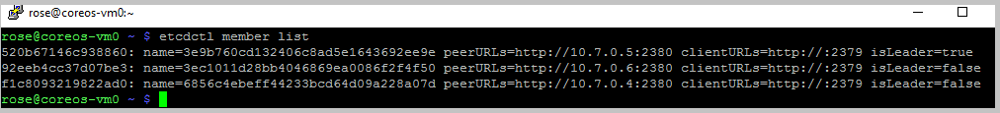 rose@coreos-vm0:~
rose@coreos-vm0 ~ $ etcdctl member list
520b67146c938860: name=3e9b760cd132406c8ad5e1643692ee9e peerURLs=http://10.7.0.5:2380 clientURLs=http://:2379 isLeader=true
92eeb4cc37d07be3: name=3ec1011d28bb4046869ea0086f2f4f50 peerURLs=http://10.7.0.6:2380 clientURLs=http://:2379 isLeader=false
f1c8093219822ad0: name=6856c4ebeff44233bcd64d09a228a07d peerURLs=http://10.7.0.4:2380 clientURLs=http://:2379 isLeader=false
rose@coreos-vm0 ~ $